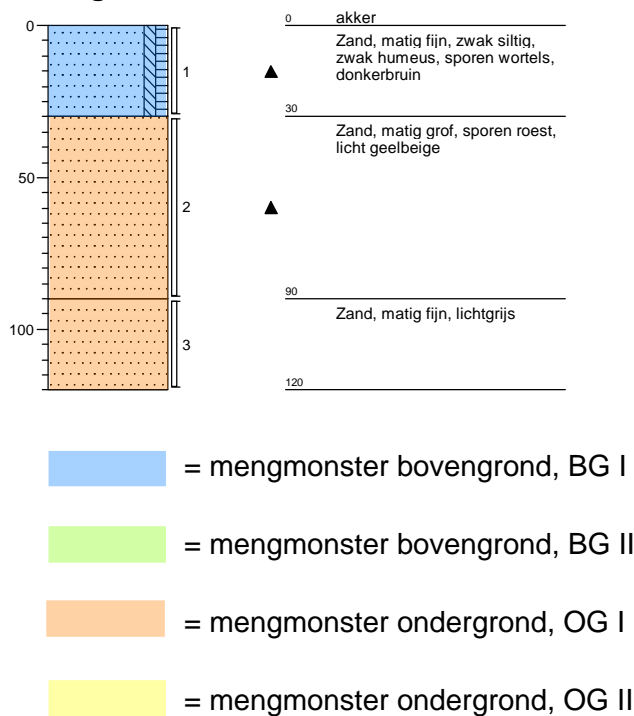 0
50
100
1
2
3
0
akker
Zand, matig fijn, zwak siltig,
zwak humeus, sporen wortels,
donkerbruin
30
Zand, matig grof, sporen roest,
licht geelbeige
90
Zand, matig fijn, lichtgrijs
120
= mengmonster bovengrond, BG I
= mengmonster bovengrond, BG II
= mengmonster ondergrond, OG I
= mengmonster ondergrond, OG II